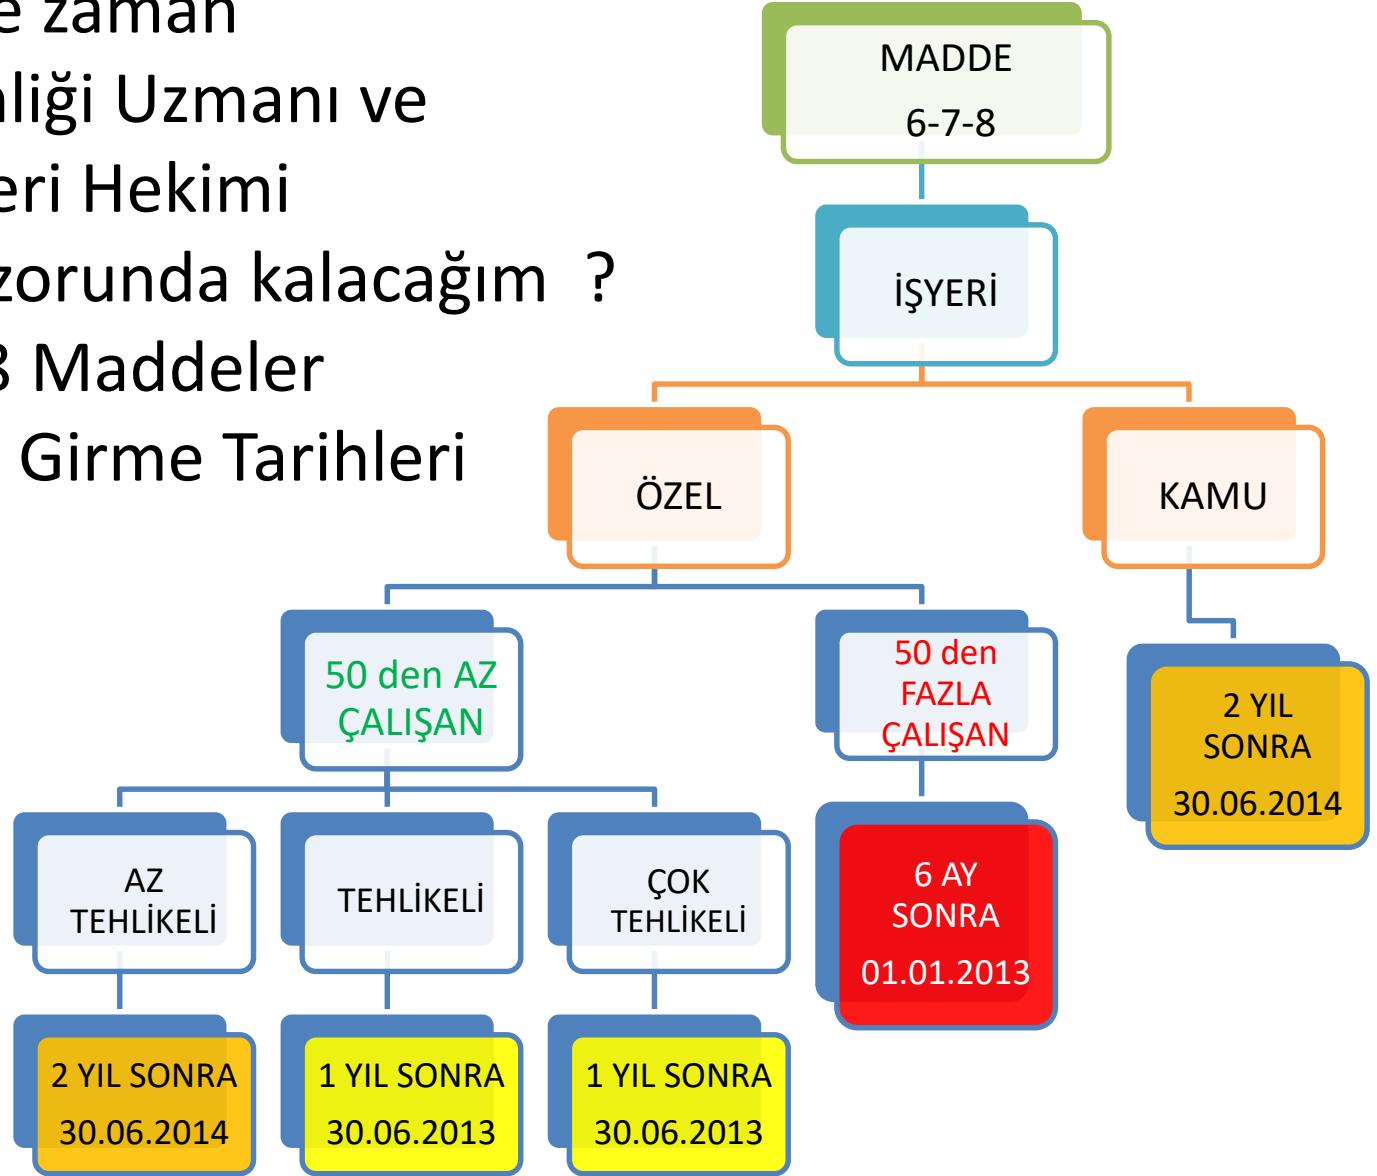 e zaman
nliği Uzmanı ve
eri Hekimi
zorunda kalacağım ?
8 Maddeler
Girme Tarihleri
MADDE
6-7-8
İŞYERİ
ÖZEL
KAMU
50 den AZ
ÇALIŞAN
50 den
FAZLA
ÇALIŞAN
2 YIL
SONRA
30.06.2014
AZ
TEHLİKELİ
TEHLİKELİ
ÇOK
TEHLİKELİ
6 AY
SONRA
01.01.2013
2 YIL SONRA
30.06.2014
1 YIL SONRA
30.06.2013
1 YIL SONRA
30.06.2013